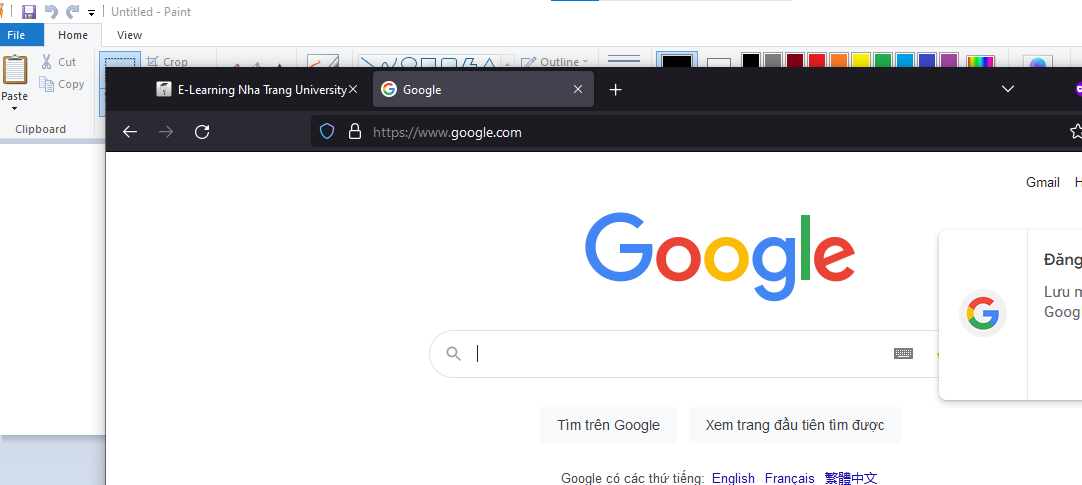 Untitled - Paint
File Home View
Cut Crop Outline
Copy
Paste
Clipboard
E-Learning Nha Trang University
Google
https://www.google.com
Gmail
Google
Đăng
Lưu
Goog
Tìm trên Google
Xem trang đầu tiên tìm được
Google có các thứ tiếng: English Français 繁體中文